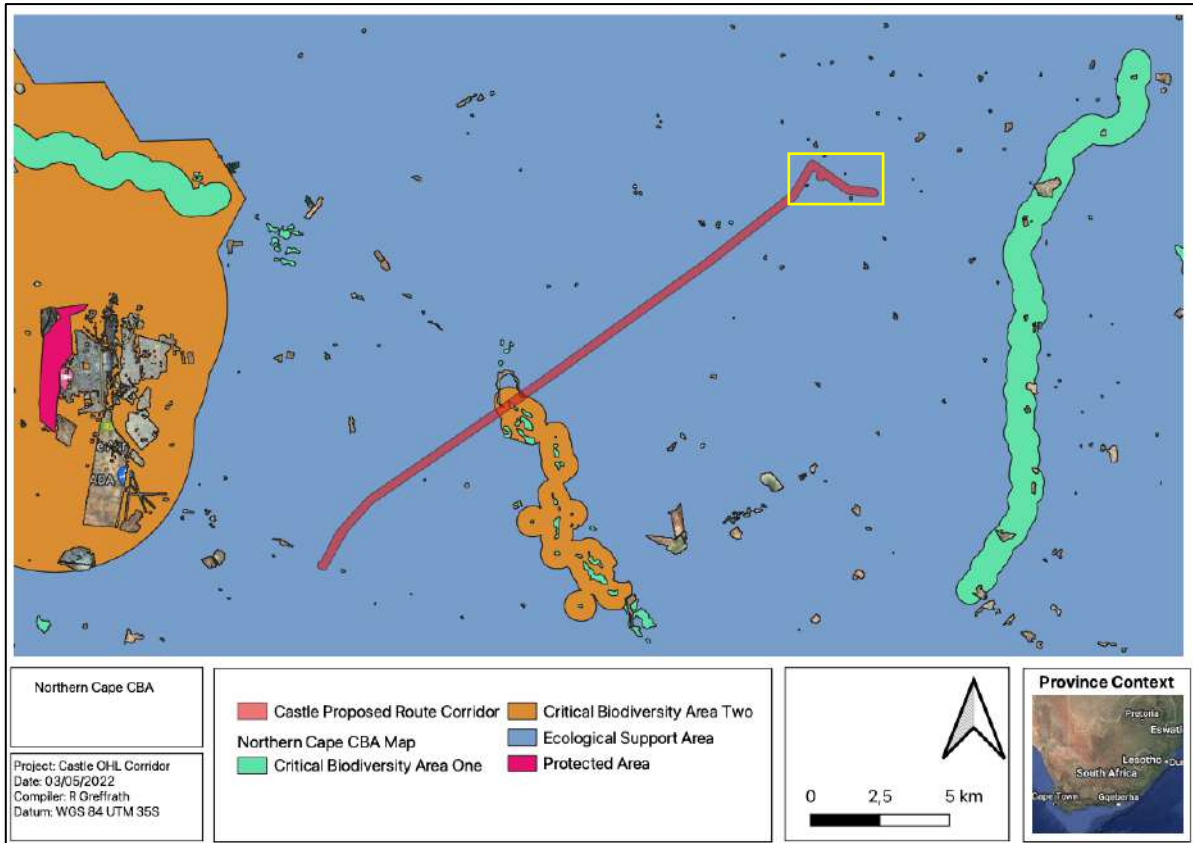 Northern Cape CBA
Project: Castle OHL Corridor
Date: 03/05/2022
Compiler: R Greffrath
Datum: WGS 84 UTM 35S
Castle Proposed Route Corridor
Northern Cape CBA Map
Critical Biodiversity Area One
Critical Biodiversity Area Two
Ecological Support Area
Protected Area
0 2,5 5 km
Province Context
Pretoria
Eswati
Lesotho
Du
South Africa
Cape Town
Gqeberha